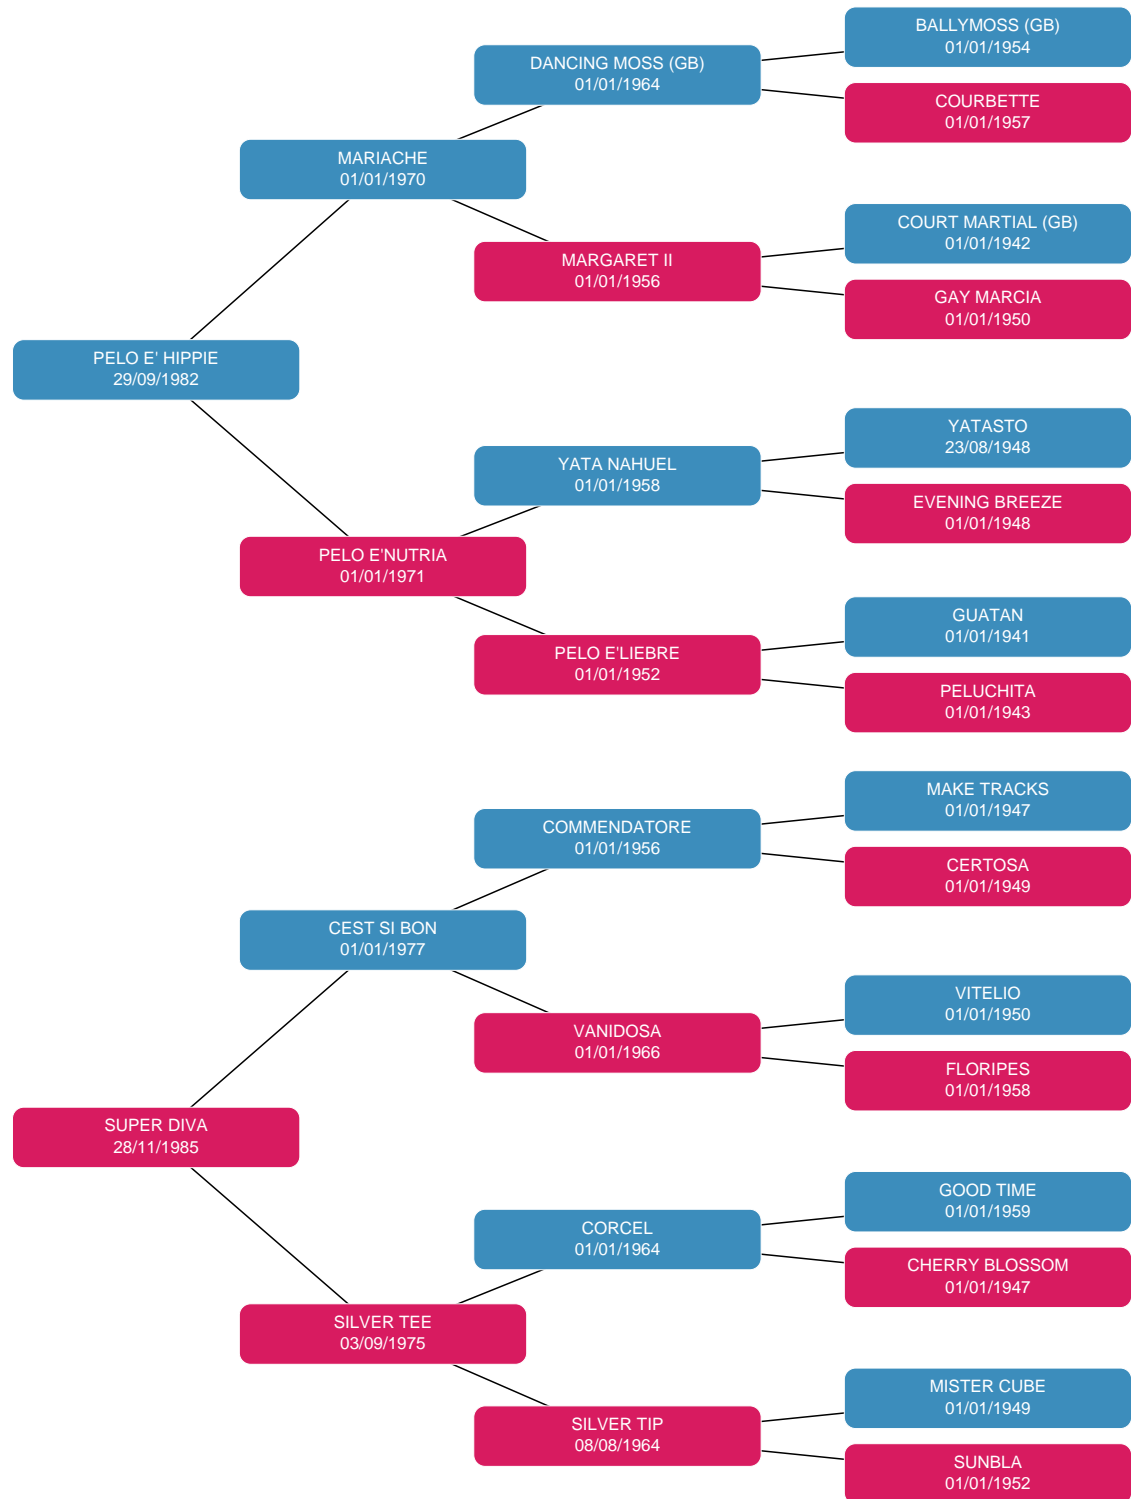 BALLYMOSS (GB)
01/01/1954
DANCING MOSS (GB)
01/01/1964
COURBETTE
01/01/1957
MARIACHE
01/01/1970
COURT MARTIAL (GB)
01/01/1942
MARGARET II
01/01/1956
GAY MARCIA
01/01/1950
PELO E' HIPPIE
29/09/1982
YATASTO
23/08/1948
YATA NAHUEL
01/01/1958
EVENING BREEZE
01/01/1948
PELO E'NUTRIA
01/01/1971
GUATAN
01/01/1941
PELO E'LIEBRE
01/01/1952
PELUCHITA
01/01/1943
MAKE TRACKS
01/01/1947
COMMENDATORE
01/01/1956
CERTOSA
01/01/1949
CEST SI BON
01/01/1977
VITELIO
01/01/1950
VANIDOSA
01/01/1966
FLORIPES
01/01/1958
SUPER DIVA
28/11/1985
GOOD TIME
01/01/1959
CORCEL
01/01/1964
CHERRY BLOSSOM
01/01/1947
SILVER TEE
03/09/1975
MISTER CUBE
01/01/1949
SILVER TIP
08/08/1964
SUNBLA
01/01/1952